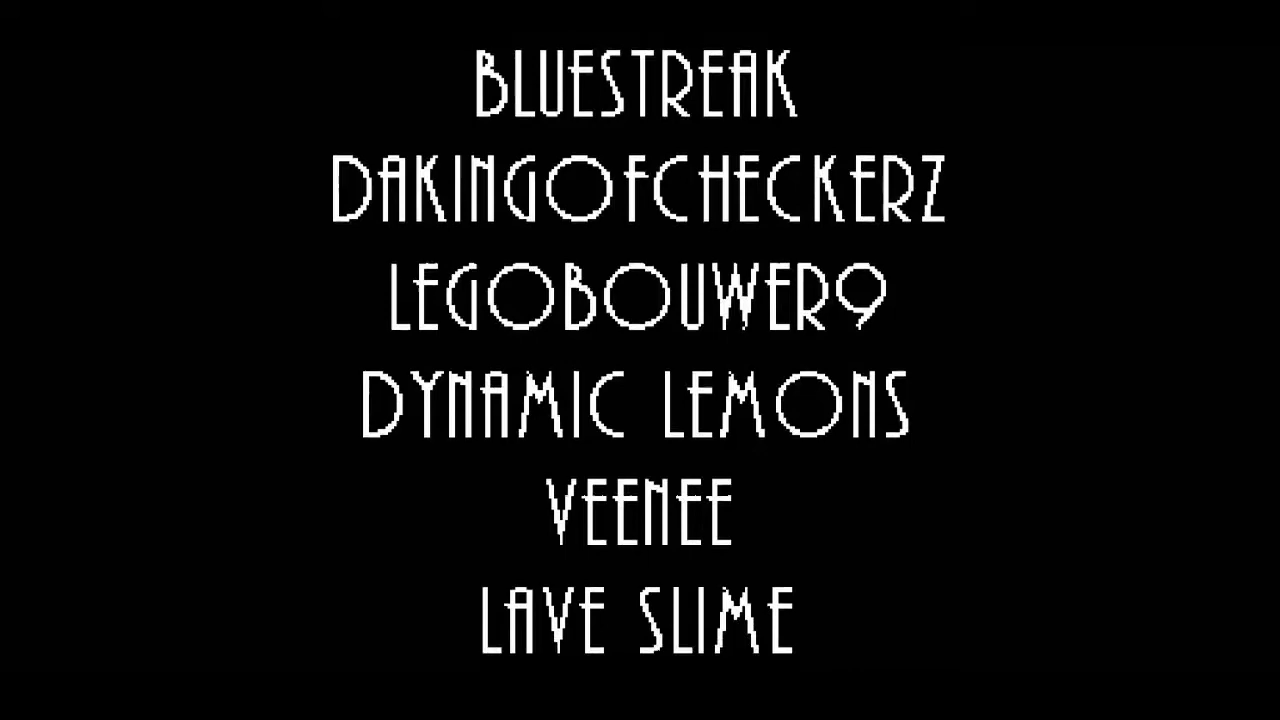 BLUESTREAK
DAKINGOFCHECKERZ
LEGOBOUWER9
DYNAMIC LEMONS
VEENEE
LAVE SLIME